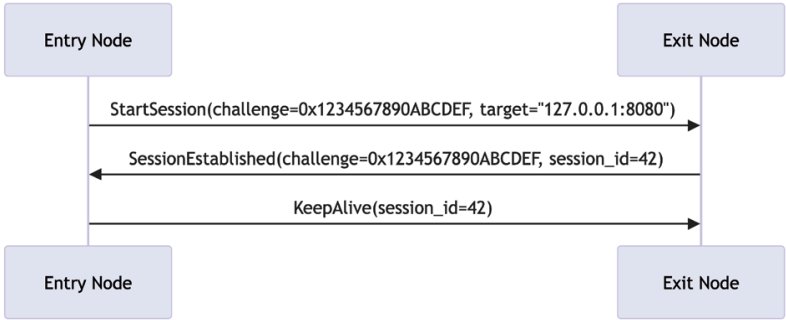 Entry Node
Exit Node
StartSession(challenge=0x1234567890ABCDEF, target="127.0.0.1:8080")
SessionEstablished(challenge=0x1234567890ABCDEF, session_id=42)
KeepAlive(session_id=42)
Entry Node
Exit Node